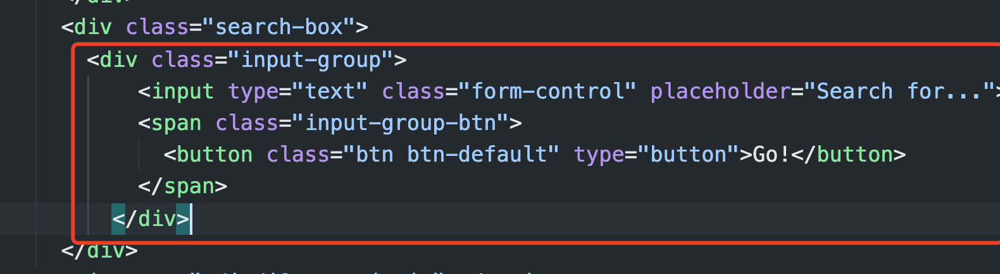 </div>
<div class="search-box">
<div class="input-group">
<input type="text" class="form-control" placeholder="Search for...">
<span class="input-group-btn">
<button class="btn btn-default" type="button">Go!</button>
</span>
</div>
</div>